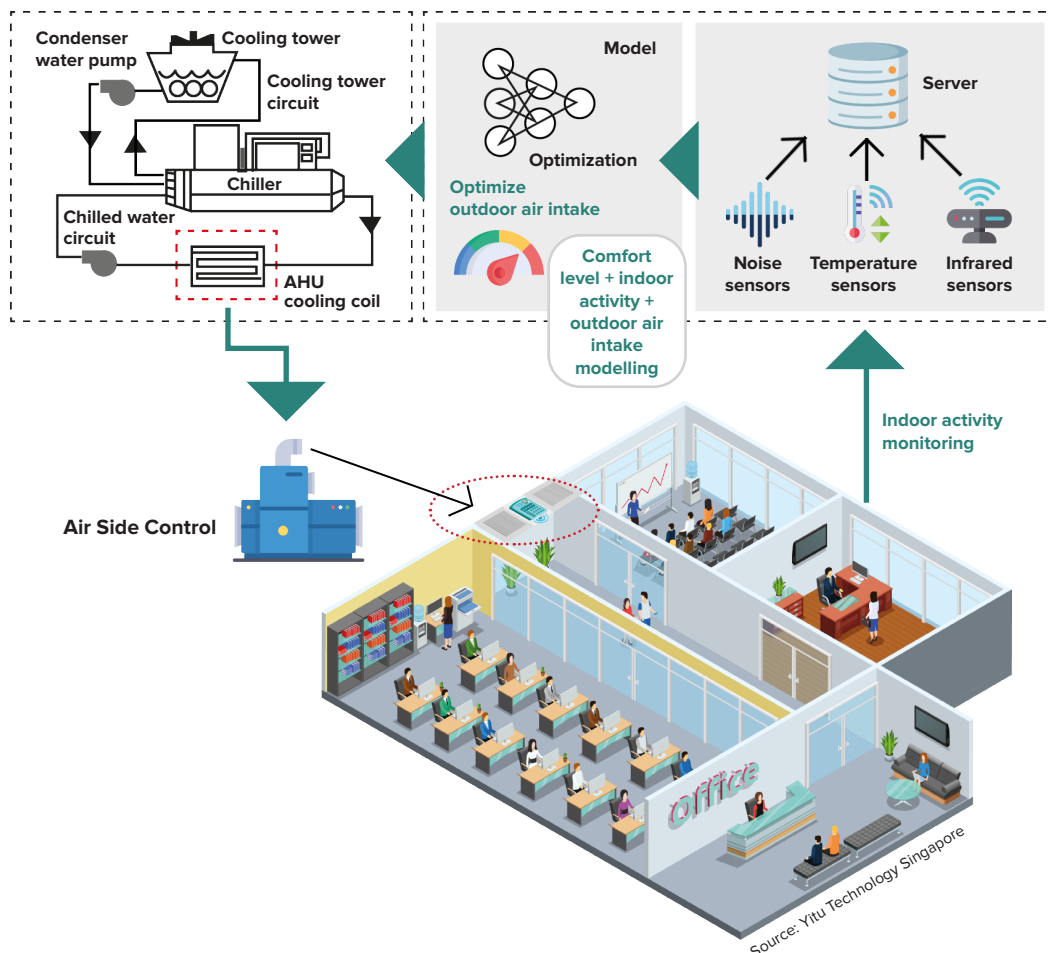 Condenser
water pump
Cooling tower
Cooling tower
circuit
Chiller
Chilled water
circuit
AHU
cooling coil
Model
Optimization
Optimize
outdoor air intake
Comfort
level + indoor
activity +
outdoor air
intake
modelling
Server
Noise
sensors
Temperature
sensors
Infrared
sensors
Indoor activity
monitoring
Air Side Control
office
Source: Yitu Technology Singapore